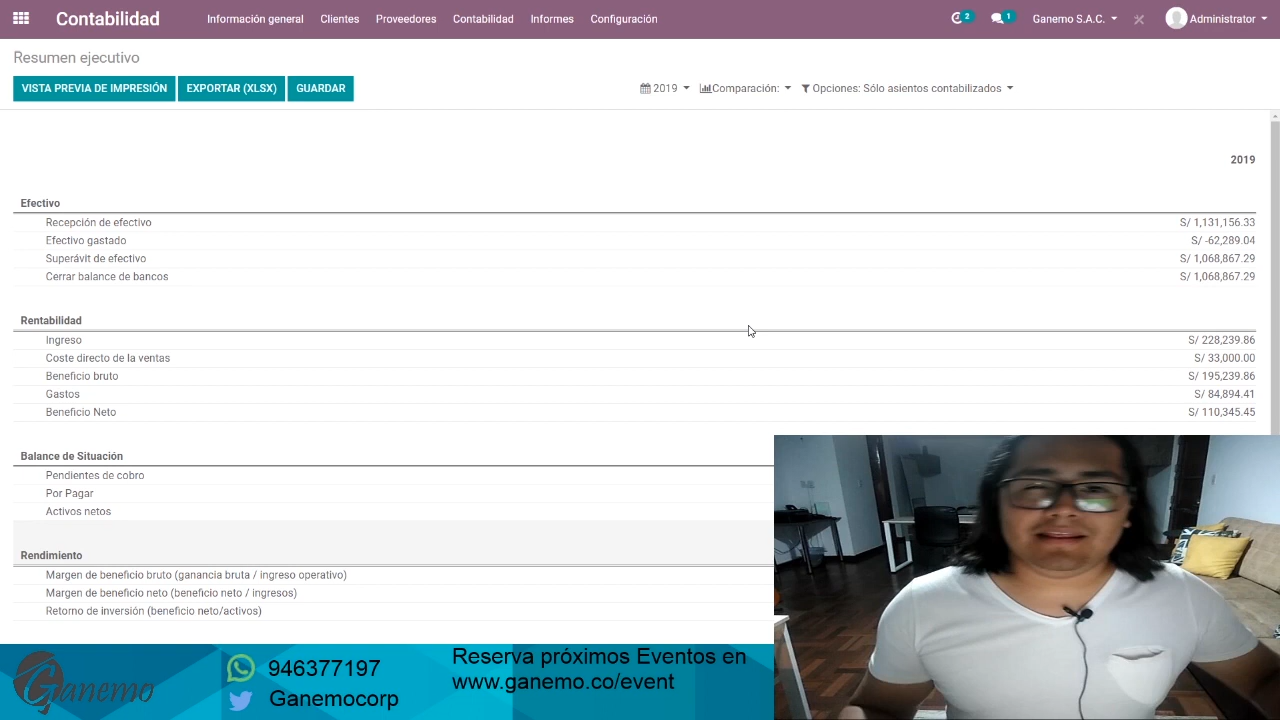 Contabilidad Información general Clientes Proveedores Contabilidad Informes Configuración 2 1 Ganemo S.A.C. Administrator
Resumen ejecutivo
VISTA PREVIA DE IMPRESIÓN EXPORTAR (XLSX) GUARDAR 2019 Comparación: Opciones: Sólo asientos contabilizados
2019
Efectivo
Recepción de efectivo S/ 1,131,156.33
Efectivo gastado S/ -62,289.04
Superávit de efectivo S/ 1,068,867.29
Cerrar balance de bancos S/ 1,068,867.29
Rentabilidad
Ingreso S/ 228,239.86
Coste directo de la ventas S/ 33,000.00
Beneficio bruto S/ 195,239.86
Gastos S/ 84,894.41
Beneficio Neto S/ 110,345.45
Balance de Situación
Pendientes de cobro
Por Pagar
Activos netos
Rendimiento
Margen de beneficio bruto (ganancia bruta / ingreso operativo)
Margen de beneficio neto (beneficio neto / ingresos)
Retorno de inversión (beneficio neto/activos)
Ganemo
946377197
Ganemocorp
Reserva próximos Eventos en
www.ganemo.co/event